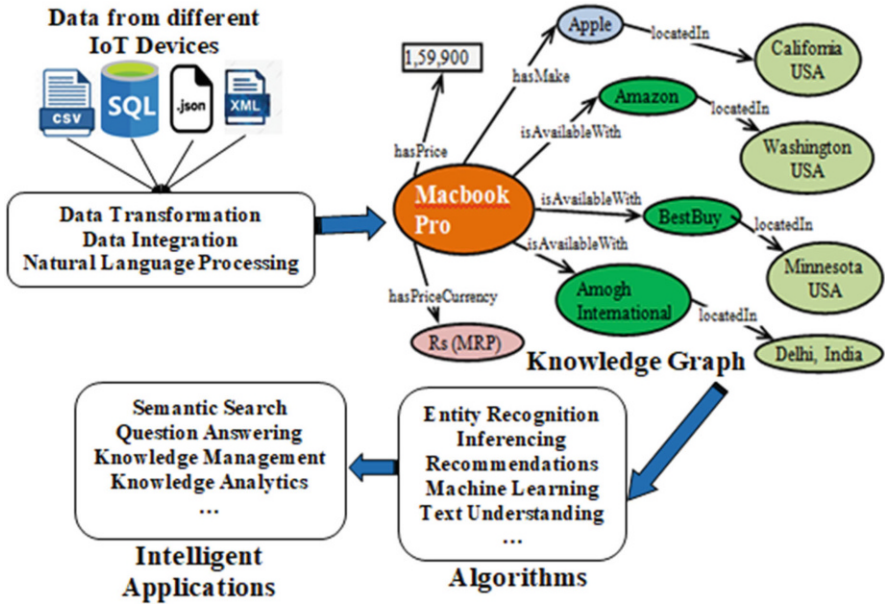 Data from different
IoT Devices
CSV
SQL
.json
XML
Data Transformation
Data Integration
Natural Language Processing
1,59,900
hasPrice
hasMake
Apple
locatedIn
California
USA
isAvailableWith
Amazon
locatedIn
Washington
USA
Macbook
Pro
isAvailableWith
BestBuy
locatedIn
Minnesota
USA
isAvailableWith
Amogh
International
locatedIn
Delhi, India
hasPriceCurrency
Rs (MRP)
Knowledge Graph
Semantic Search
Question Answering
Knowledge Management
Knowledge Analytics
...
Intelligent
Applications
Entity Recognition
Inferencing
Recommendations
Machine Learning
Text Understanding
...
Algorithms